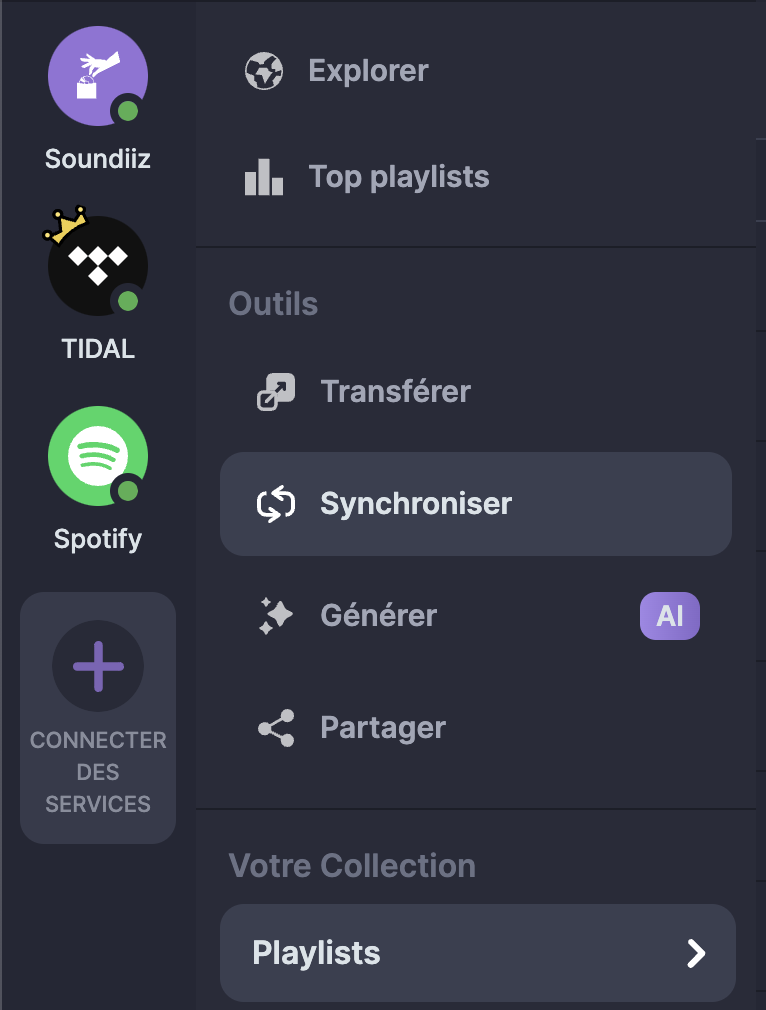 Soundiiz
TIDAL
Spotify
CONNECTER
DES
SERVICES
Explorer
Top playlists
Outils
Transférer
Synchroniser
Générer AI
Partager
Votre Collection
Playlists